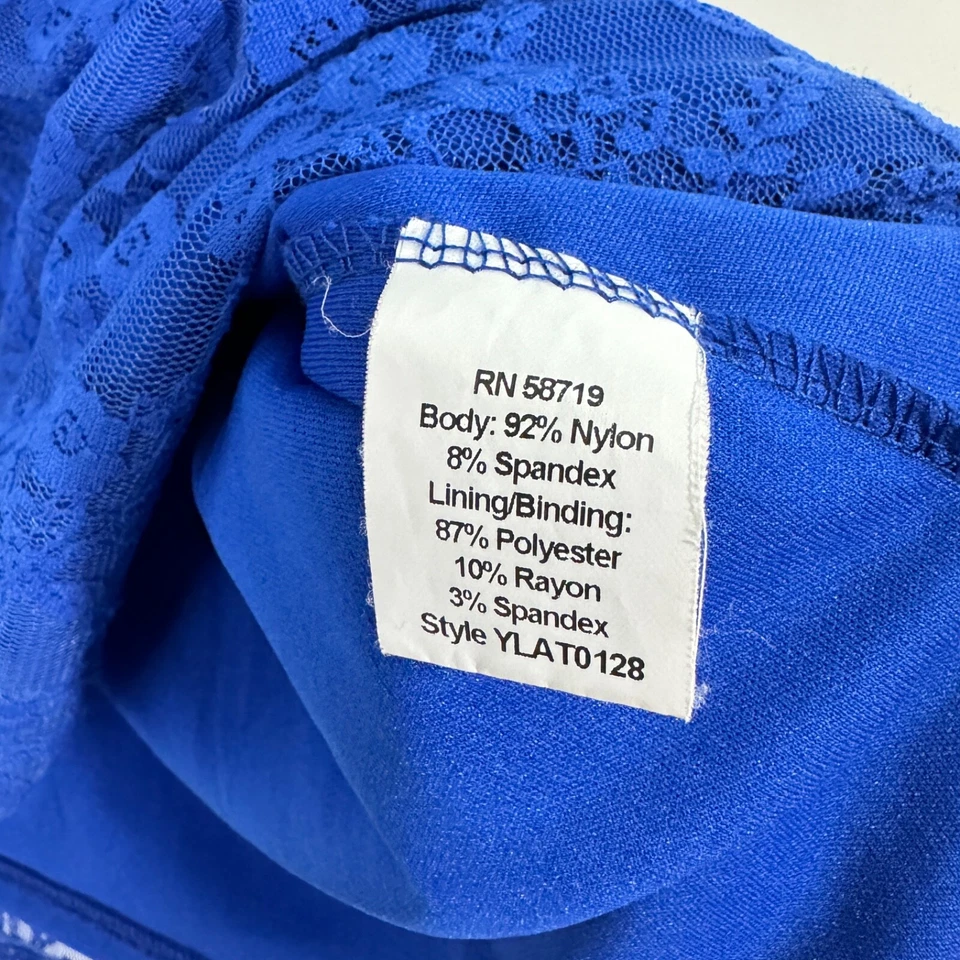 RN 58719
Body: 92% Nylon
8% Spandex
Lining/Binding:
87% Polyester
10% Rayon
3% Spandex
Style YLAT0128